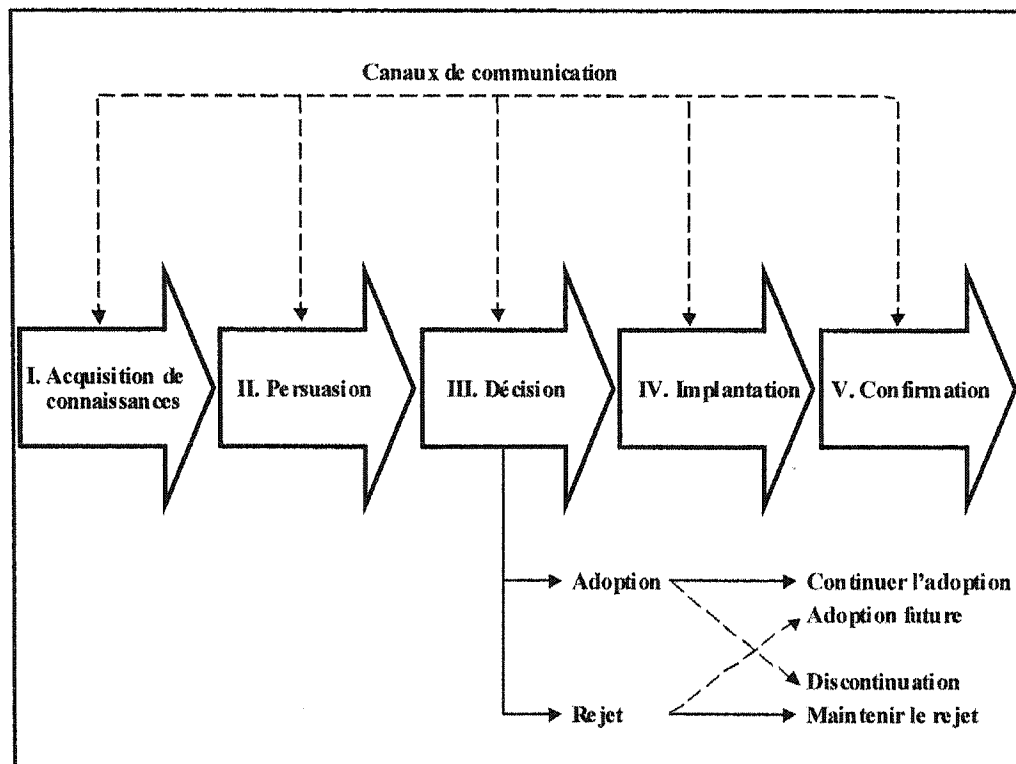 Canaux de communication
I. Acquisition de
connaissances
II. Persuasion
III. Décision
IV. Implantation
V. Confirmation
Adoption
Continuer l'adoption
Adoption future
Discontinuation
Rejet
Maintenir le rejet